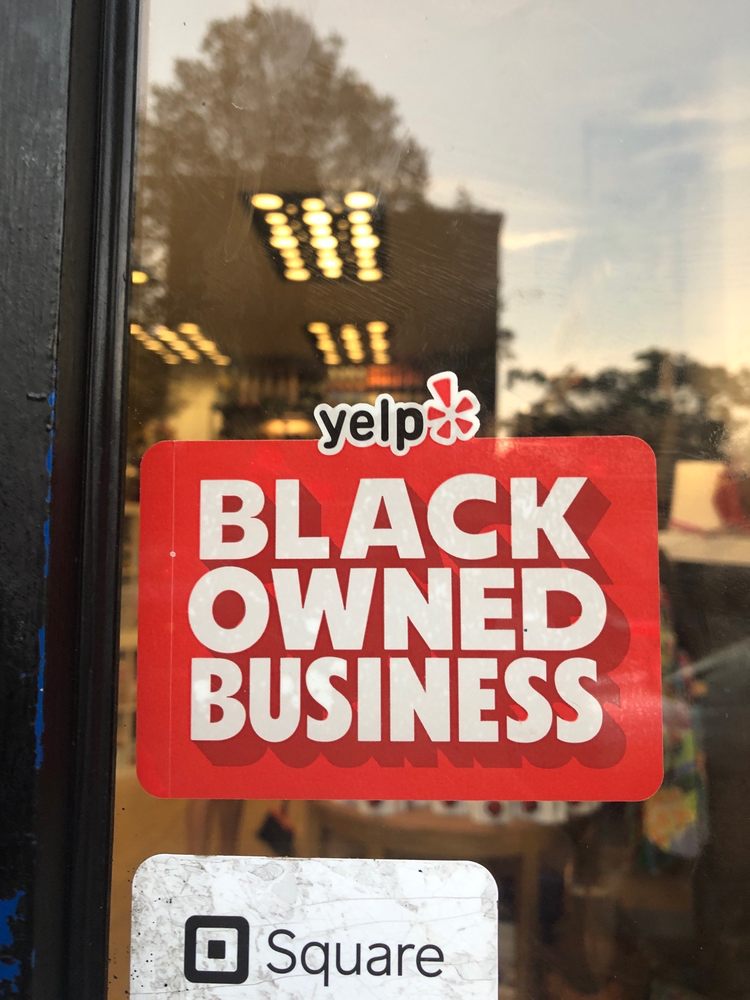 yelp
BLACK
OWNED
BUSINESS
Square